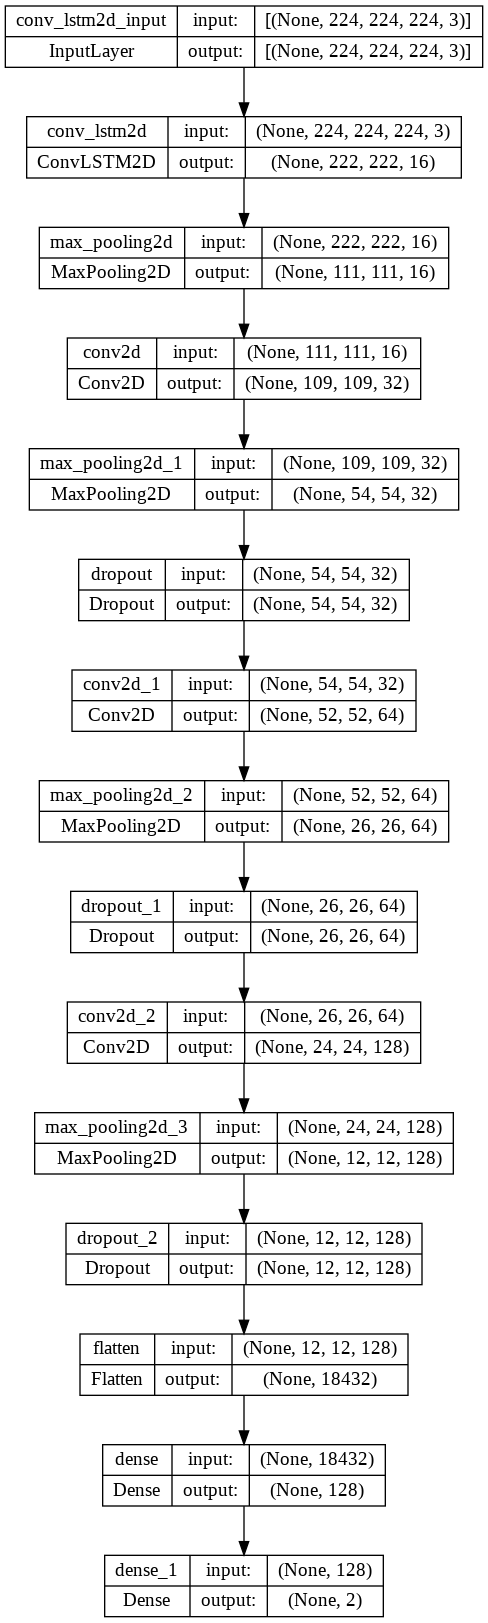 conv_lstm2d_input input: [(None, 224, 224, 224, 3)]
InputLayer output: [(None, 224, 224, 224, 3)]
conv_lstm2d input: (None, 224, 224, 224, 3)
ConvLSTM2D output: (None, 222, 222, 16)
max_pooling2d input: (None, 222, 222, 16)
MaxPooling2D output: (None, 111, 111, 16)
conv2d input: (None, 111, 111, 16)
Conv2D output: (None, 109, 109, 32)
max_pooling2d_1 input: (None, 109, 109, 32)
MaxPooling2D output: (None, 54, 54, 32)
dropout input: (None, 54, 54, 32)
Dropout output: (None, 54, 54, 32)
conv2d_1 input: (None, 54, 54, 32)
Conv2D output: (None, 52, 52, 64)
max_pooling2d_2 input: (None, 52, 52, 64)
MaxPooling2D output: (None, 26, 26, 64)
dropout_1 input: (None, 26, 26, 64)
Dropout output: (None, 26, 26, 64)
conv2d_2 input: (None, 26, 26, 64)
Conv2D output: (None, 24, 24, 128)
max_pooling2d_3 input: (None, 24, 24, 128)
MaxPooling2D output: (None, 12, 12, 128)
dropout_2 input: (None, 12, 12, 128)
Dropout output: (None, 12, 12, 128)
flatten input: (None, 12, 12, 128)
Flatten output: (None, 18432)
dense input: (None, 18432)
Dense output: (None, 128)
dense_1 input: (None, 128)
Dense output: (None, 2)